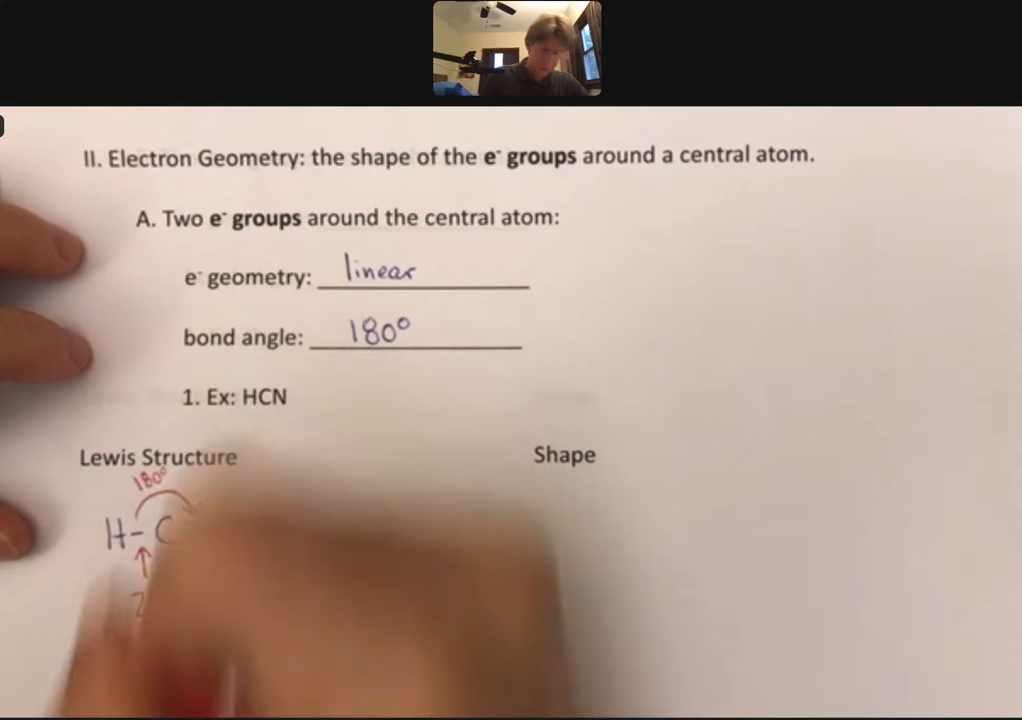 II. Electron Geometry: the shape of the e⁻ groups around a central atom.
A. Two e⁻ groups around the central atom:
e⁻ geometry: linear
bond angle: 180°
1. Ex: HCN
Lewis Structure
Shape
180°
H-C
↑
2